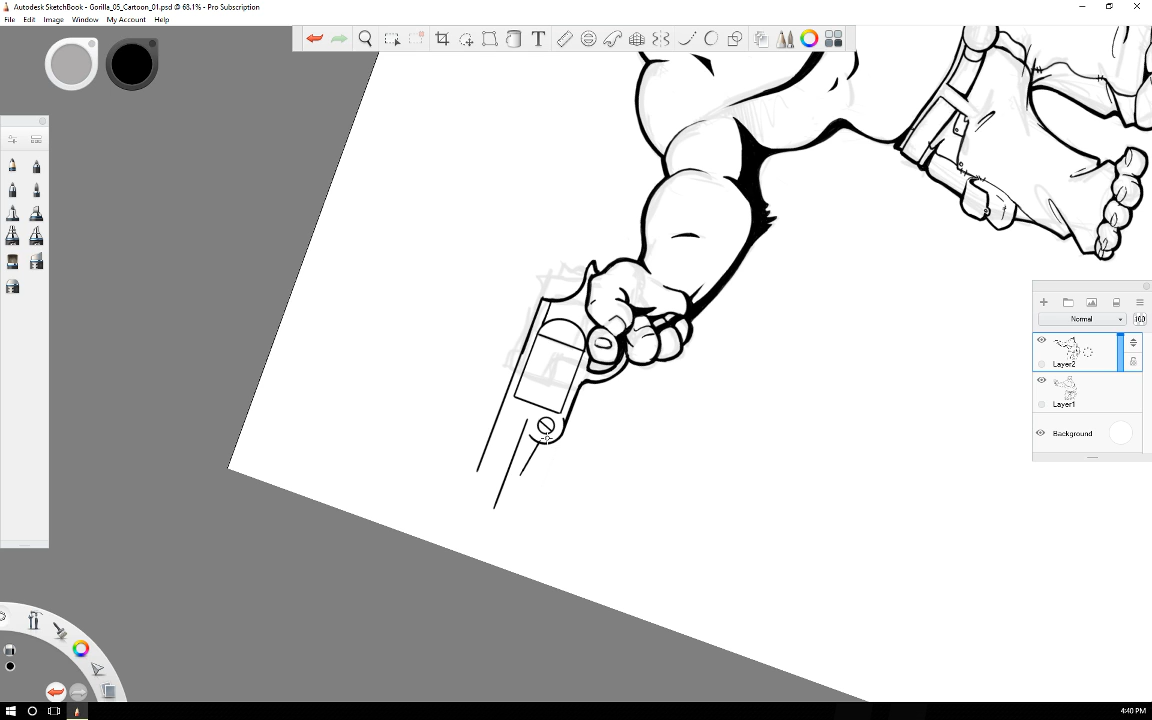 Autodesk SketchBook - Gorilla_05_Cartoon_01.psd @ 68.1% - Pro Subscription
File Edit Image Window My Account Help
T
Normal 100
Layer2
Layer1
Background
4:40 PM